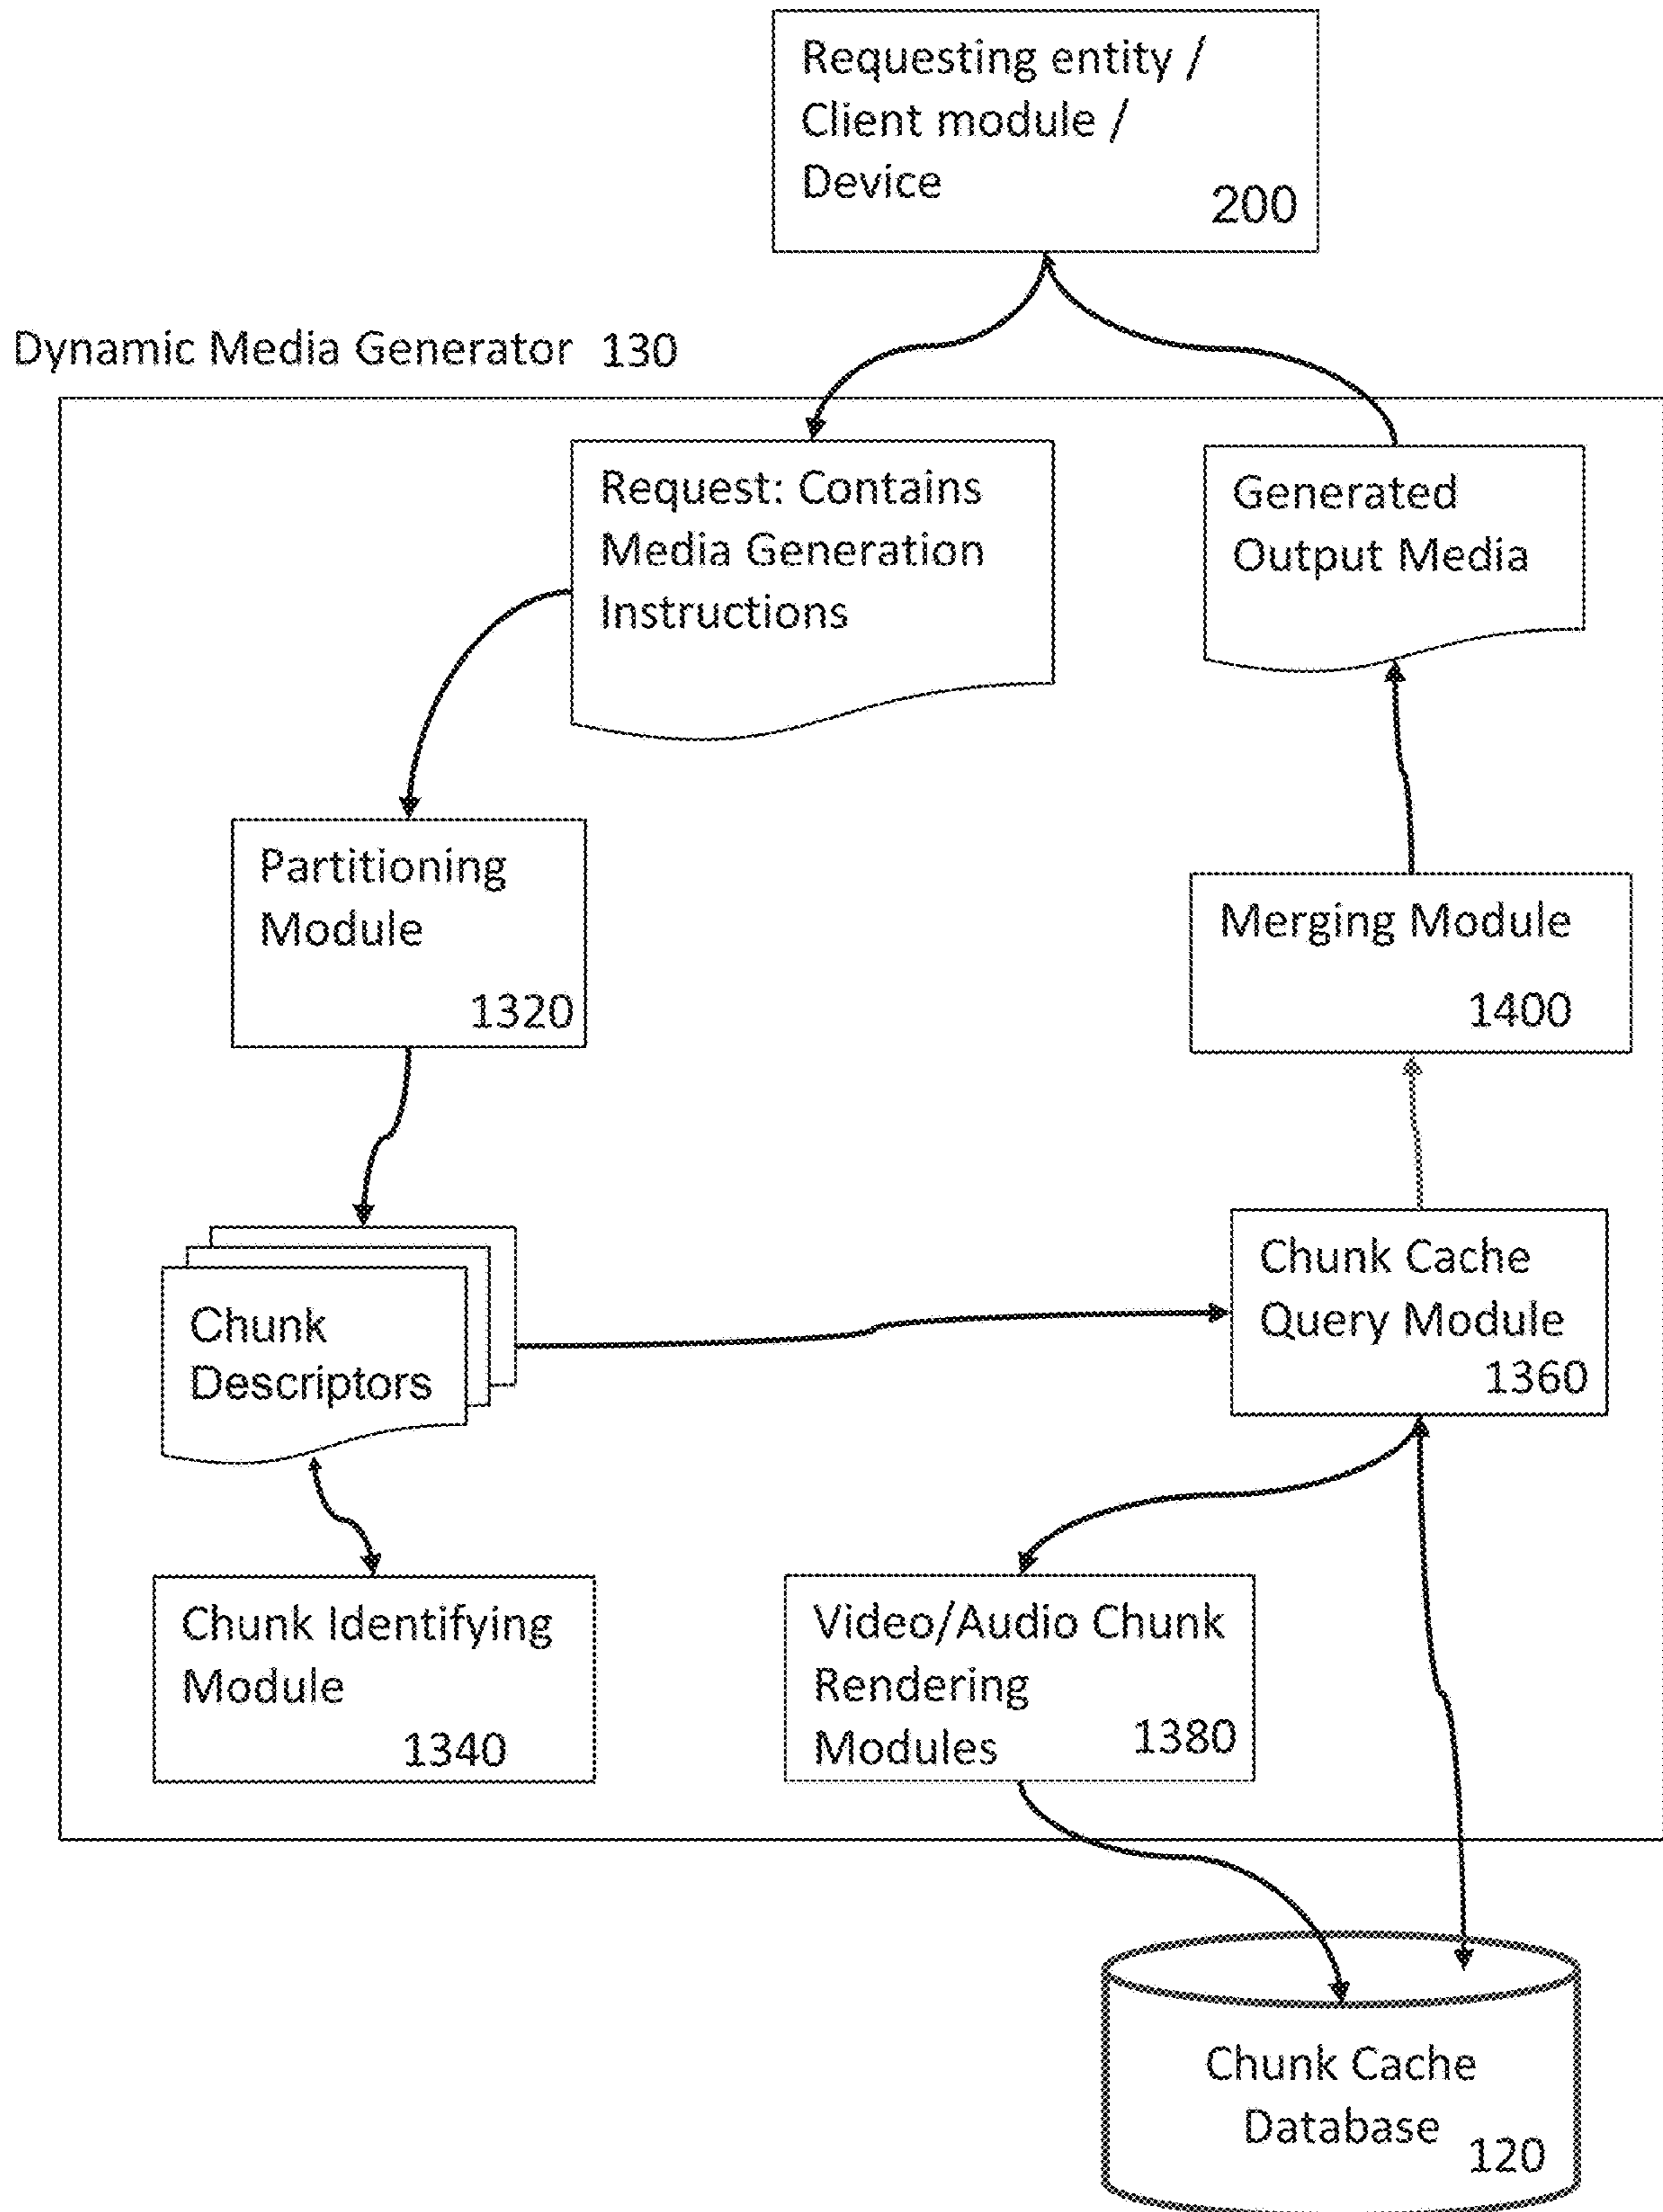 Requesting entity /
Client module /
Device
200
Dynamic Media Generator 130
Request: Contains
Media Generation
Instructions
Generated
Output Media
Partitioning
Module
1320
Merging Module
1400
Chunk
Descriptors
Chunk Cache
Query Module
1360
Chunk Identifying
Module
1340
Video/Audio Chunk
Rendering
Modules
1380
Chunk Cache
Database
120